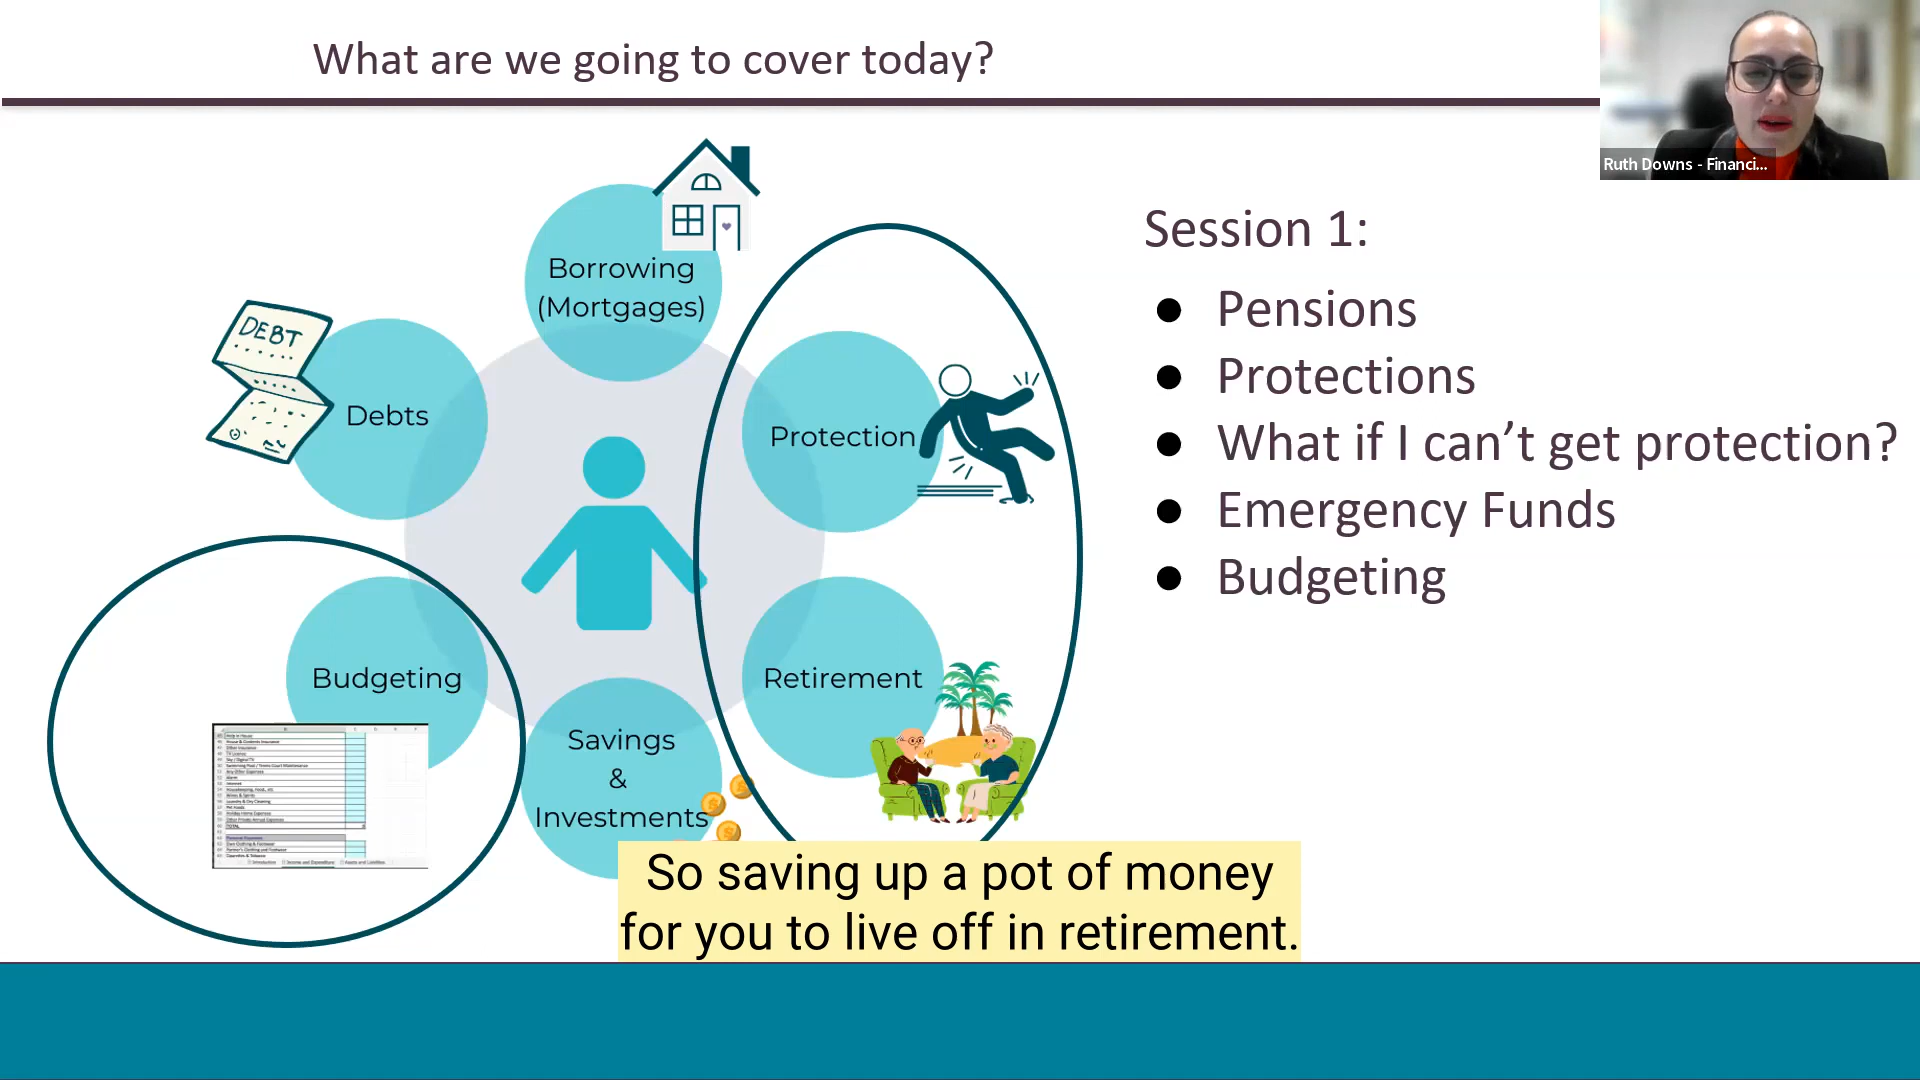 What are we going to cover today?
Ruth Downs - Financi...
Borrowing
(Mortgages)
DEBT
Debts
Protection
Budgeting
Retirement
Savings
&
Investments
Session 1:
● Pensions
● Protections
● What if I can’t get protection?
● Emergency Funds
● Budgeting
TOTAL
So saving up a pot of money
for you to live off in retirement.